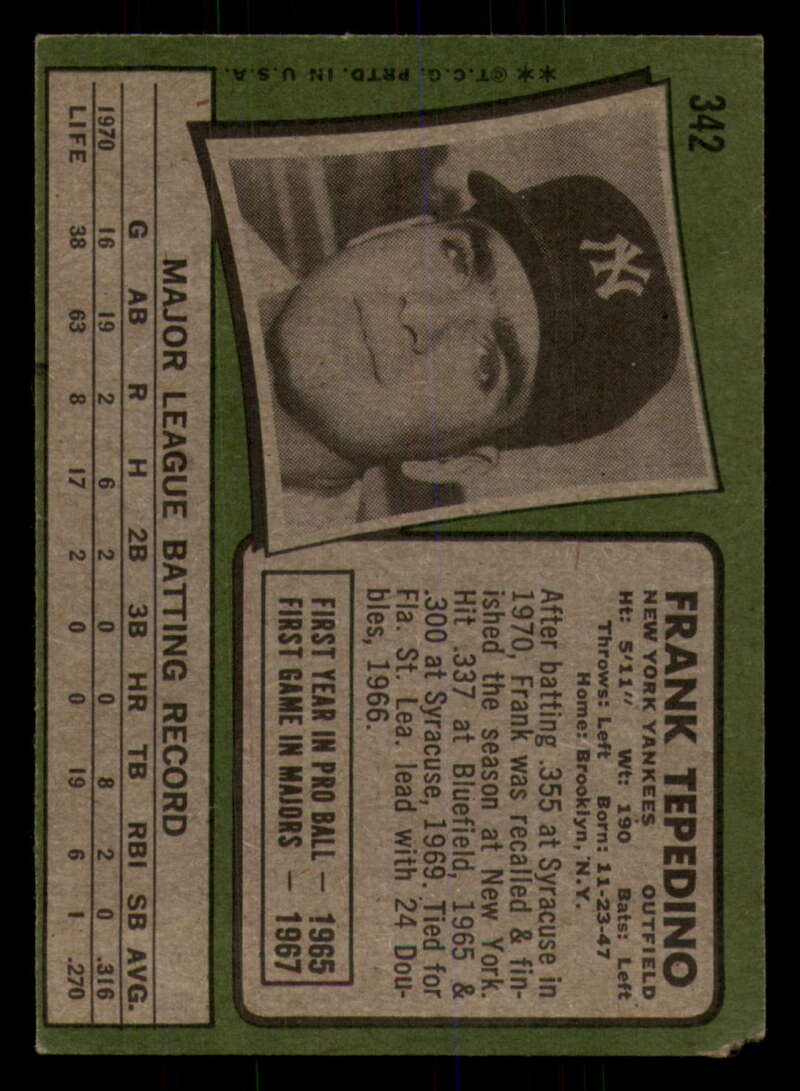 342
FRANK TEPEDINO
NEW YORK YANKEES OUTFIELD
Ht: 5'11" Wt: 190 Bats: Left
Throws: Left Born: 11-23-47
Home: Brooklyn, N.Y.
After batting .355 at Syracuse in
1970, Frank was recalled & fin-
ished the season at New York.
Hit .337 at Bluefield, 1965 &
.300 at Syracuse, 1969. Tied for
Fla. St. Lea. lead with 24 Dou-
bles, 1966.
FIRST YEAR IN PRO BALL — 1965
FIRST GAME IN MAJORS — 1967
NY
MAJOR LEAGUE BATTING RECORD
G AB R H 2B 3B HR TB RBI SB AVG.
1970 16 19 2 6 2 0 0 8 2 0 .316
LIFE 38 63 8 17 2 0 0 19 6 1 .270
**©T.C.G. PRTD. IN U.S.A.